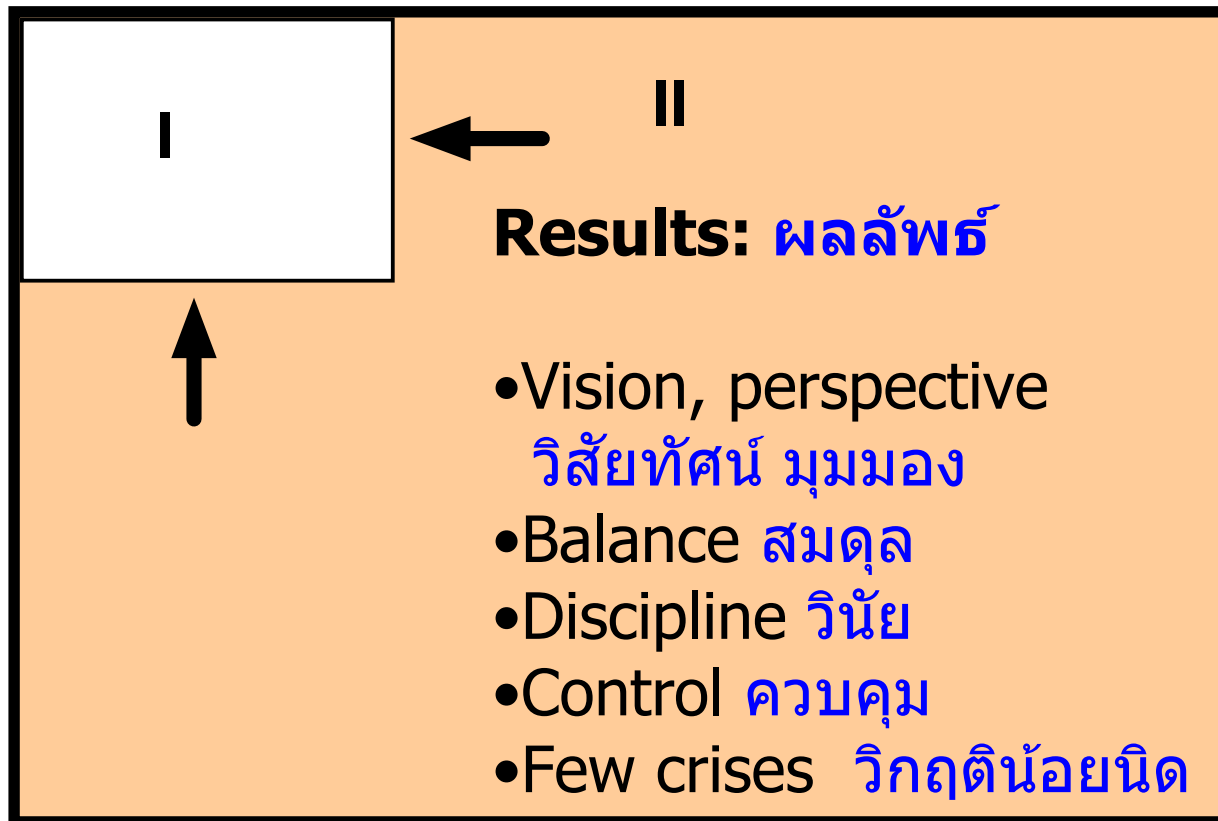 I
II
Results: ผลลัพธ์
•Vision, perspective
วิสัยทัศน์ มุมมอง
•Balance สมดุล
•Discipline วินัย
•Control ควบคุม
•Few crises วิกฤติน้อยนิด